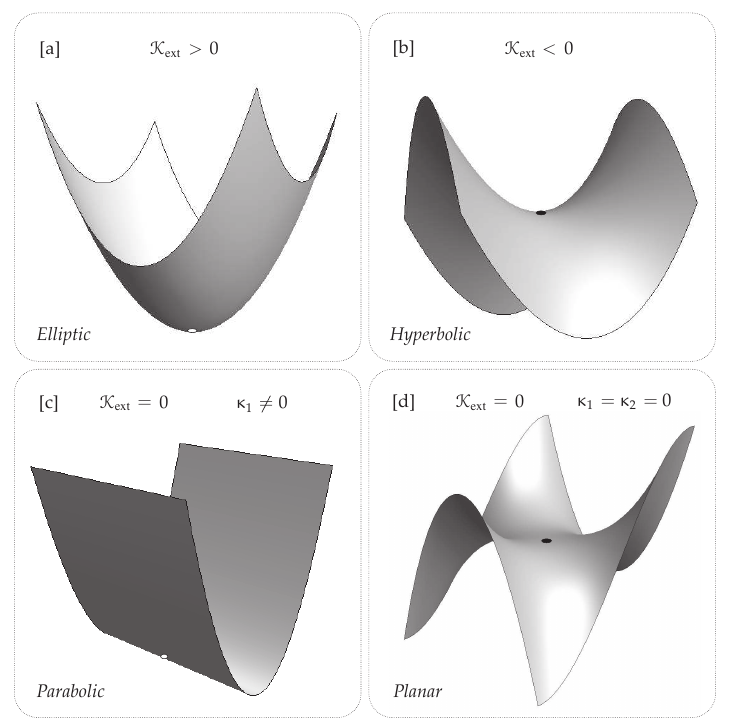 [a] 𝒦ext > 0
Elliptic
[b] 𝒦ext < 0
Hyperbolic
[c] 𝒦ext = 0 κ1 ≠ 0
Parabolic
[d] 𝒦ext = 0 κ1 = κ2 = 0
Planar